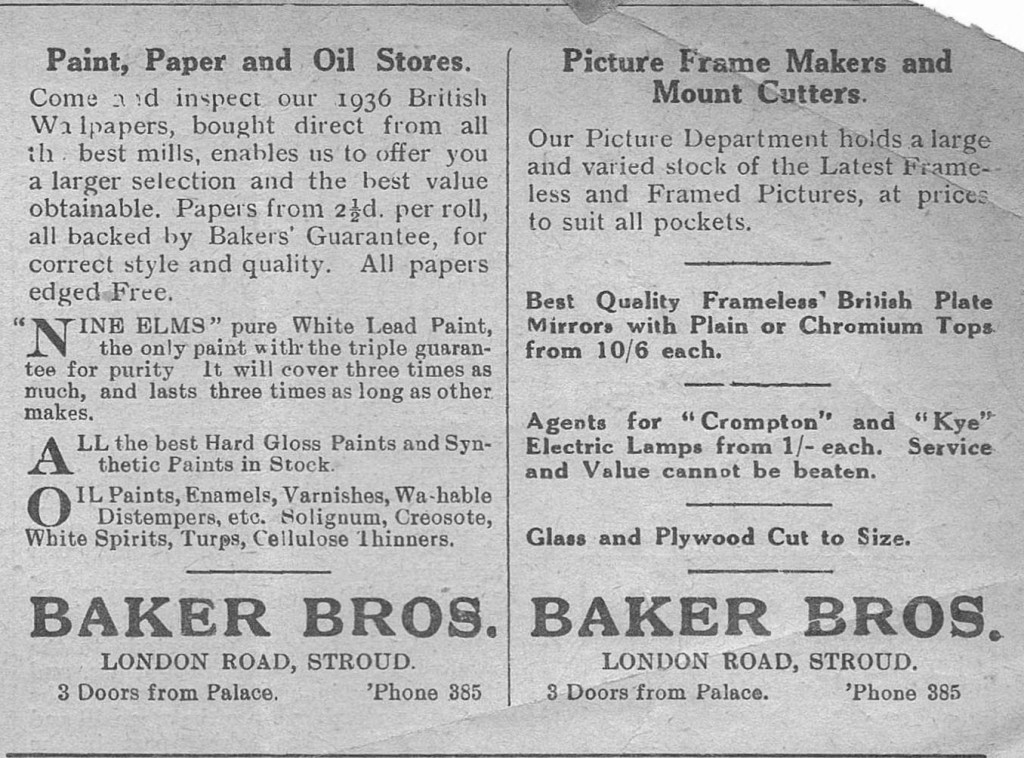 Paint, Paper and Oil Stores.
Come and inspect our 1936 British
Wallpapers, bought direct from all
the best mills, enables us to offer you
a larger selection and the best value
obtainable. Papers from 2½d. per roll,
all backed by Bakers' Guarantee, for
correct style and quality. All papers
edged Free.
"NINE ELMS" pure White Lead Paint,
the only paint with the triple guaran-
tee for purity It will cover three times as
much, and lasts three times as long as other
makes.
ALL the best Hard Gloss Paints and Syn-
thetic Paints in Stock.
OIL Paints, Enamels, Varnishes, Washable
Distempers, etc. Solignum, Creosote,
White Spirits, Turps, Cellulose Thinners.
BAKER BROS.
LONDON ROAD, STROUD.
3 Doors from Palace. 'Phone 385
Picture Frame Makers and
Mount Cutters.
Our Picture Department holds a large
and varied stock of the Latest Frame-
less and Framed Pictures, at prices
to suit all pockets.
Best Quality Frameless' British Plate
Mirrors with Plain or Chromium Tops
from 10/6 each.
Agents for "Crompton" and "Kye"
Electric Lamps from 1/- each. Service
and Value cannot be beaten.
Glass and Plywood Cut to Size.
BAKER BROS.
LONDON ROAD, STROUD.
3 Doors from Palace. 'Phone 385